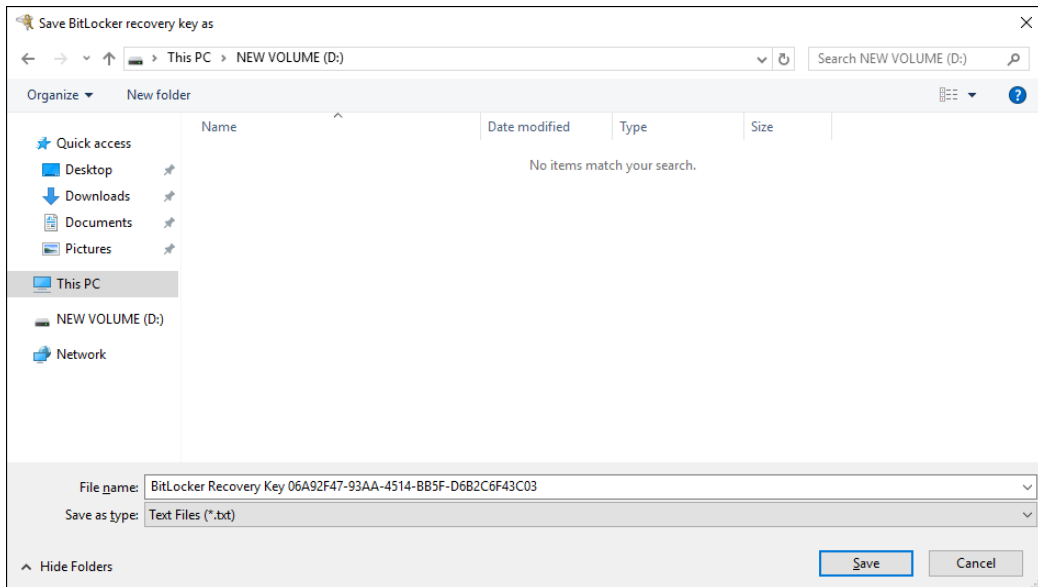 Save BitLocker recovery key as
This PC > NEW VOLUME (D:)
Search NEW VOLUME (D:)
Organize
New folder
?
Name
Date modified
Type
Size
No items match your search.
Quick access
Desktop
Downloads
Documents
Pictures
This PC
NEW VOLUME (D:)
Network
File name: BitLocker Recovery Key 06A92F47-93AA-4514-BB5F-D6B2C6F43C03
Save as type: Text Files (*.txt)
Hide Folders
Save
Cancel